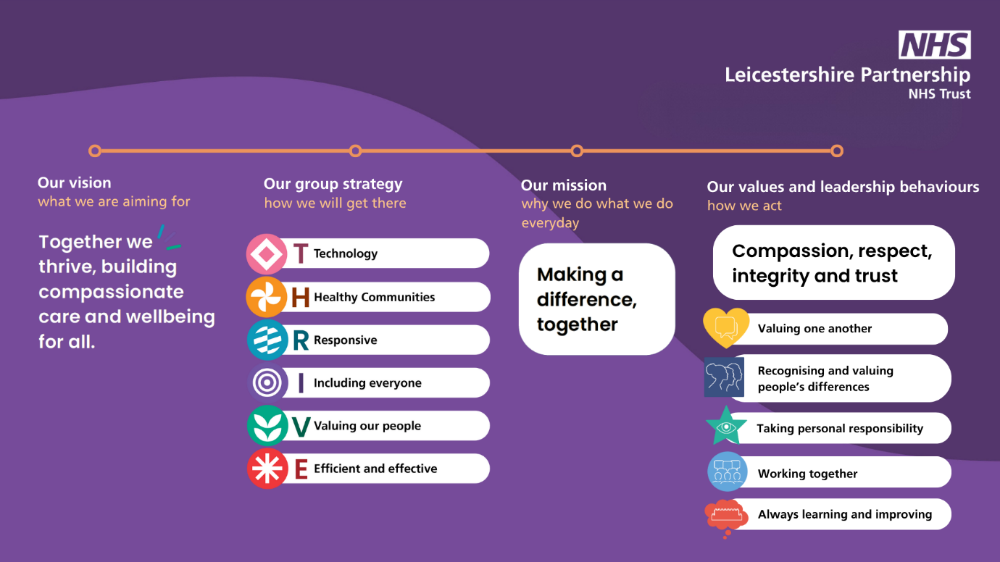 NHS
Leicestershire Partnership
NHS Trust
Our vision
what we are aiming for
Together we
thrive, building
compassionate
care and wellbeing
for all.
Our group strategy
how we will get there
T Technology
H Healthy Communities
R Responsive
I Including everyone
V Valuing our people
E Efficient and effective
Our mission
why we do what we do
everyday
Making a
difference,
together
Our values and leadership behaviours
how we act
Compassion, respect,
integrity and trust
Valuing one another
Recognising and valuing
people's differences
Taking personal responsibility
Working together
Always learning and improving